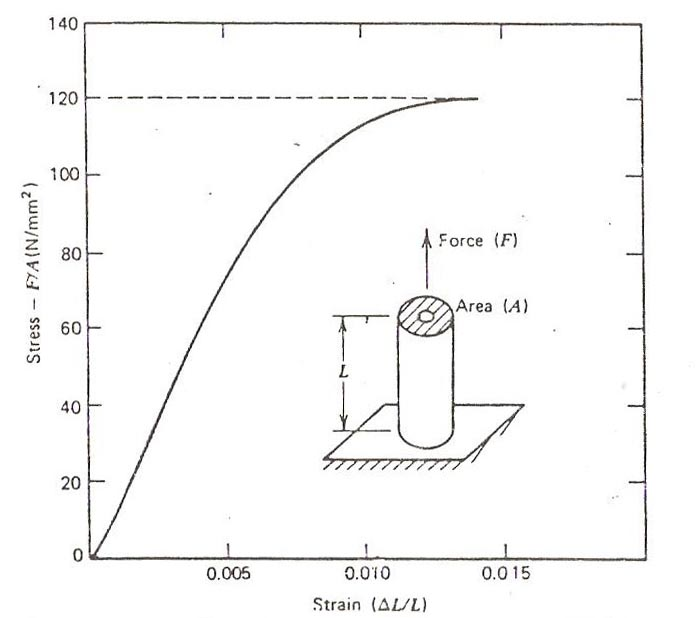 140
120
100
80
60
40
20
0
Stress – F/A (N/mm²)
Force (F)
Area (A)
L
0.005
0.010
0.015
Strain (ΔL/L)